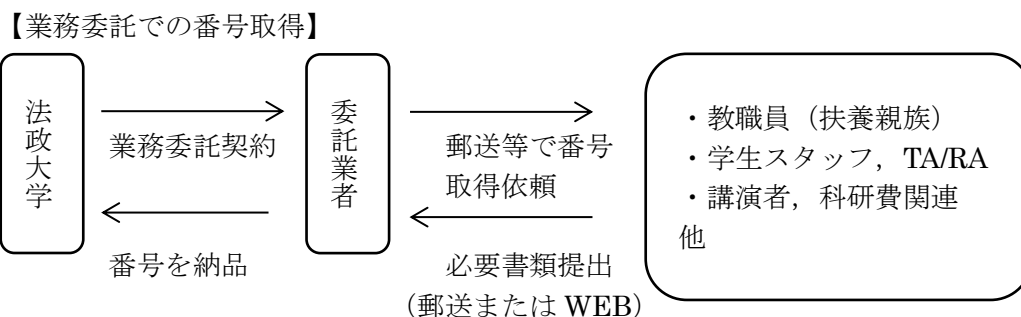 【業務委託での番号取得】
法政大学
業務委託契約
番号を納品
委託業者
郵送等で番号
取得依頼
必要書類提出
（郵送または WEB）
・教職員（扶養親族）
・学生スタッフ，TA/RA
・講演者，科研費関連
他